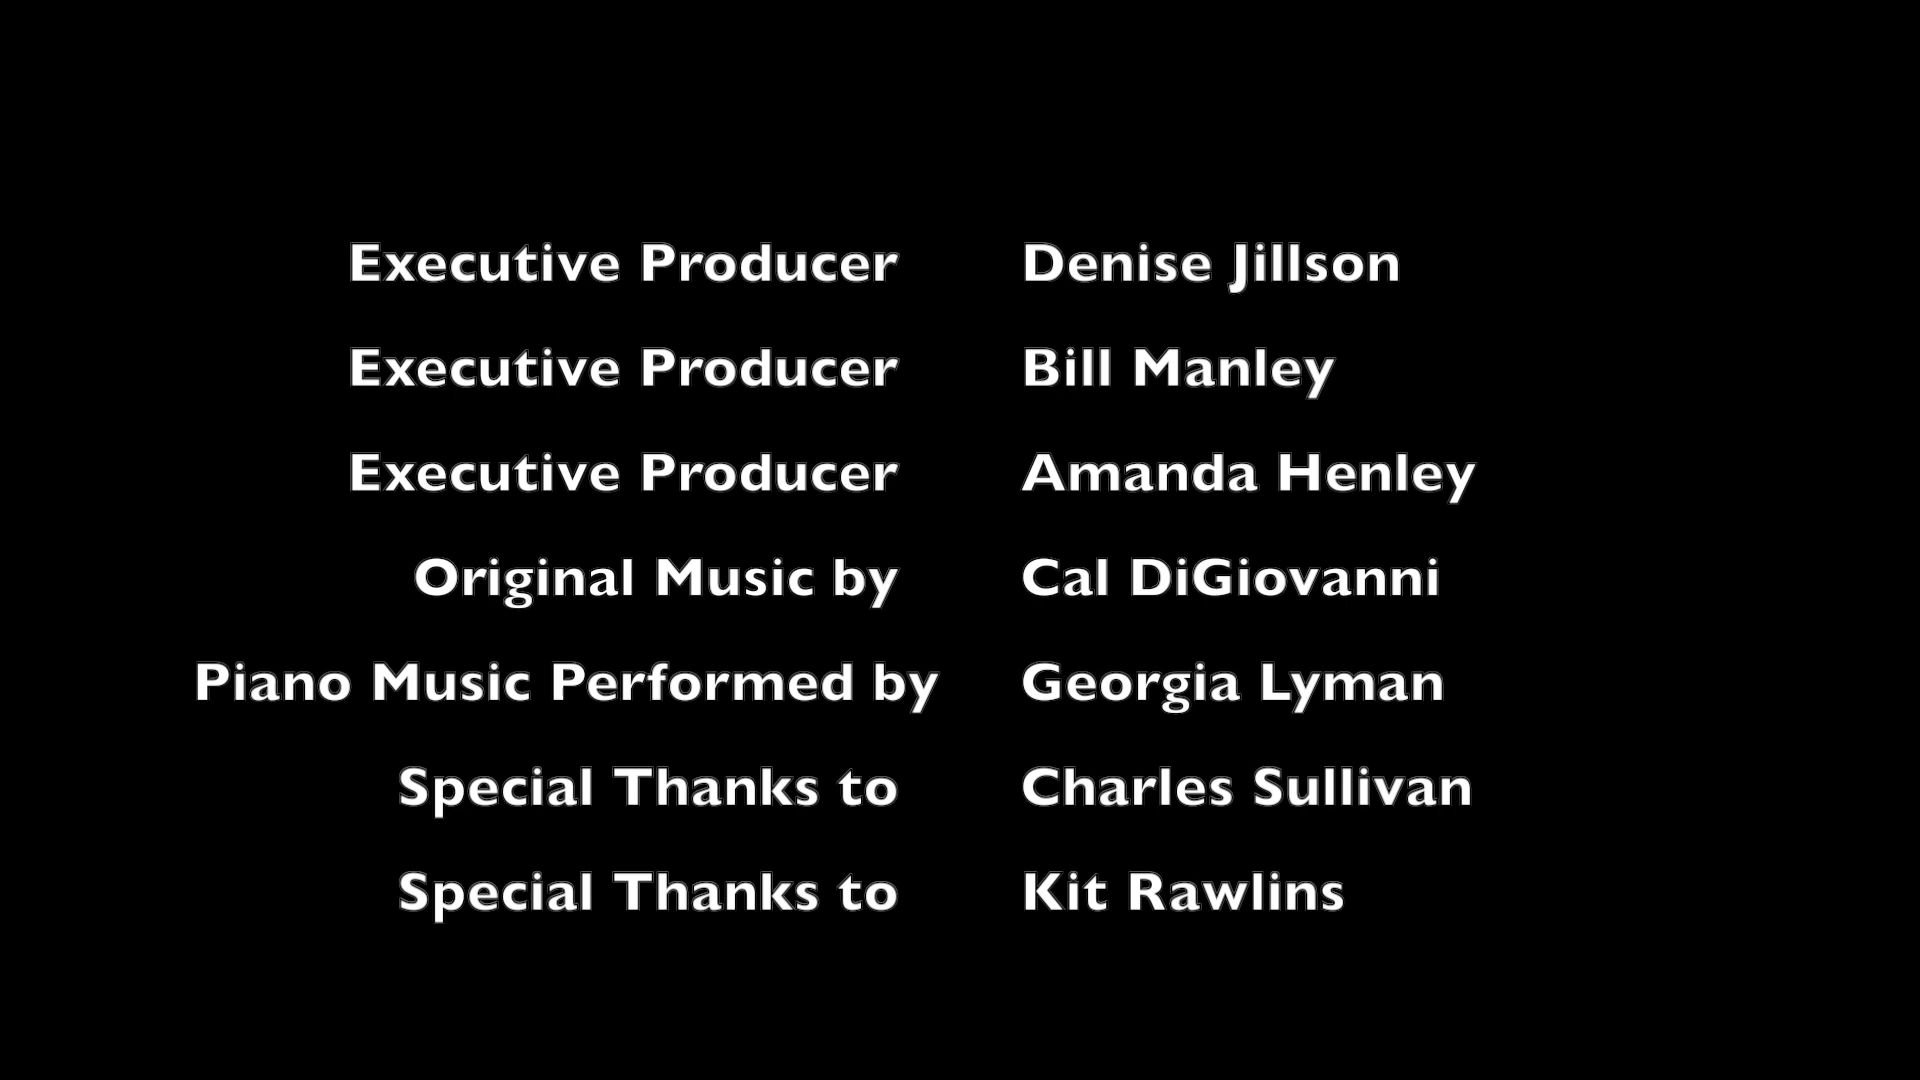 Executive Producer Denise Jillson
Executive Producer Bill Manley
Executive Producer Amanda Henley
Original Music by Cal DiGiovanni
Piano Music Performed by Georgia Lyman
Special Thanks to Charles Sullivan
Special Thanks to Kit Rawlins